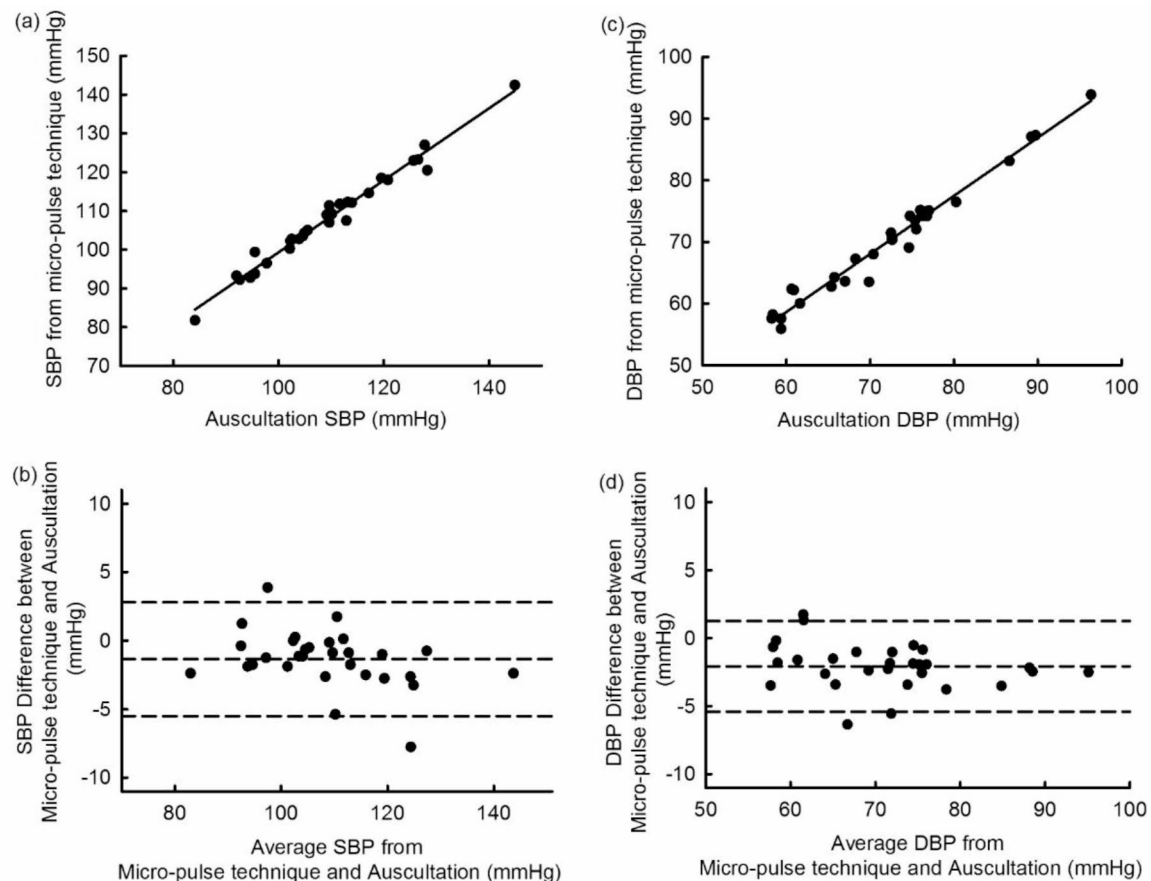 (a)
SBP from micro-pulse technique (mmHg)
150
140
130
120
110
100
90
80
70
80
100
120
140
Auscultation SBP (mmHg)
(c)
DBP from micro-pulse technique (mmHg)
100
90
80
70
60
50
50
60
70
80
90
100
Auscultation DBP (mmHg)
(b)
SBP Difference between
Micro-pulse technique and Auscultation
(mmHg)
10
5
0
-5
-10
80
100
120
140
Average SBP from
Micro-pulse technique and Auscultation (mmHg)
(d)
DBP Difference between
Micro-pulse technique and Auscultation
(mmHg)
10
5
0
-5
-10
50
60
70
80
90
100
Average DBP from
Micro-pulse technique and Auscultation (mmHg)